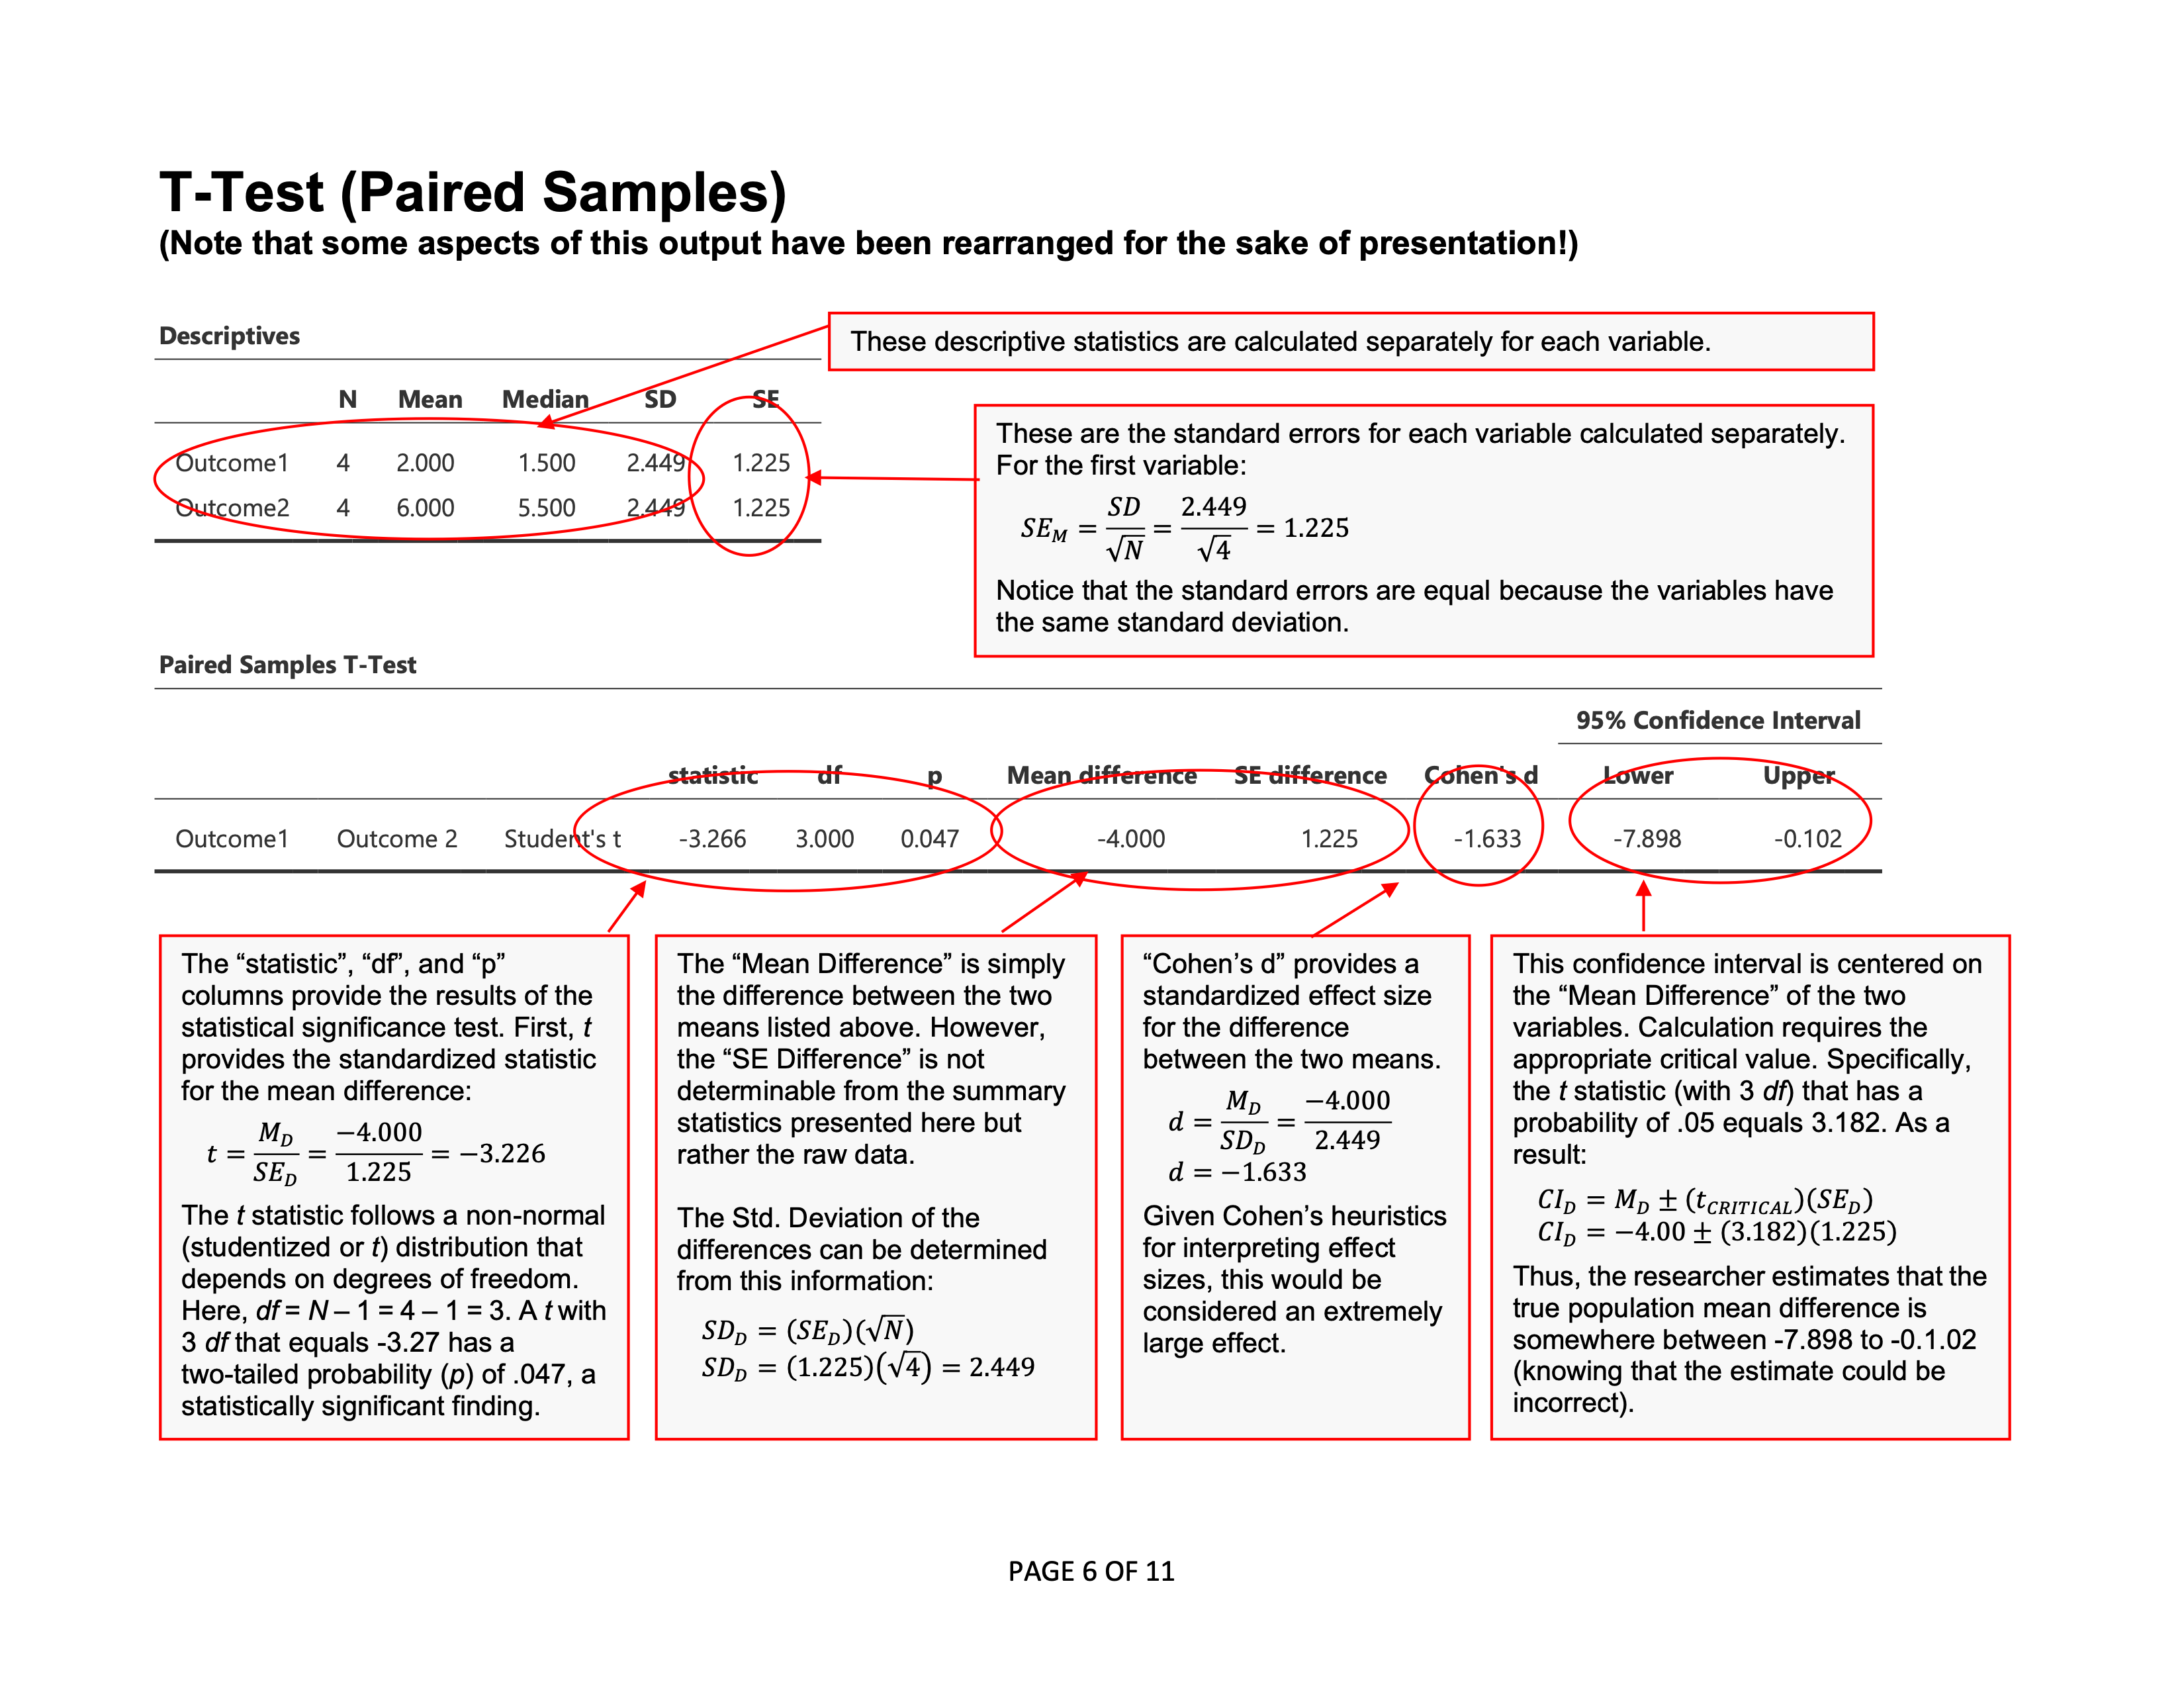 T-Test (Paired Samples)
(Note that some aspects of this output have been rearranged for the sake of presentation!)
Descriptives
These descriptive statistics are calculated separately for each variable.
N Mean Median SD SE
Outcome1 4 2.000 1.500 2.449 1.225
Outcome2 4 6.000 5.500 2.449 1.225
These are the standard errors for each variable calculated separately.
For the first variable:
SE_M = SD/√N = 2.449/√4 = 1.225
Notice that the standard errors are equal because the variables have
the same standard deviation.
Paired Samples T-Test
95% Confidence Interval
statistic df p Mean difference SE difference Cohen's d Lower Upper
Outcome1 Outcome 2 Student's t -3.266 3.000 0.047 -4.000 1.225 -1.633 -7.898 -0.102
The “statistic”, “df”, and “p”
columns provide the results of the
statistical significance test. First, t
provides the standardized statistic
for the mean difference:
t = M_D/SE_D = −4.000/1.225 = −3.226
The t statistic follows a non-normal
(studentized or t) distribution that
depends on degrees of freedom.
Here, df = N – 1 = 4 – 1 = 3. A t with
3 df that equals -3.27 has a
two-tailed probability (p) of .047, a
statistically significant finding.
The “Mean Difference” is simply
the difference between the two
means listed above. However,
the “SE Difference” is not
determinable from the summary
statistics presented here but
rather the raw data.
The Std. Deviation of the
differences can be determined
from this information:
SD_D = (SE_D)(√N)
SD_D = (1.225)(√4) = 2.449
“Cohen’s d” provides a
standardized effect size
for the difference
between the two means.
d = M_D/SD_D = −4.000/2.449
d = −1.633
Given Cohen’s heuristics
for interpreting effect
sizes, this would be
considered an extremely
large effect.
This confidence interval is centered on
the “Mean Difference” of the two
variables. Calculation requires the
appropriate critical value. Specifically,
the t statistic (with 3 df) that has a
probability of .05 equals 3.182. As a
result:
CI_D = M_D ± (t_CRITICAL)(SE_D)
CI_D = −4.00 ± (3.182)(1.225)
Thus, the researcher estimates that the
true population mean difference is
somewhere between -7.898 to -0.1.02
(knowing that the estimate could be
incorrect).
PAGE 6 OF 11